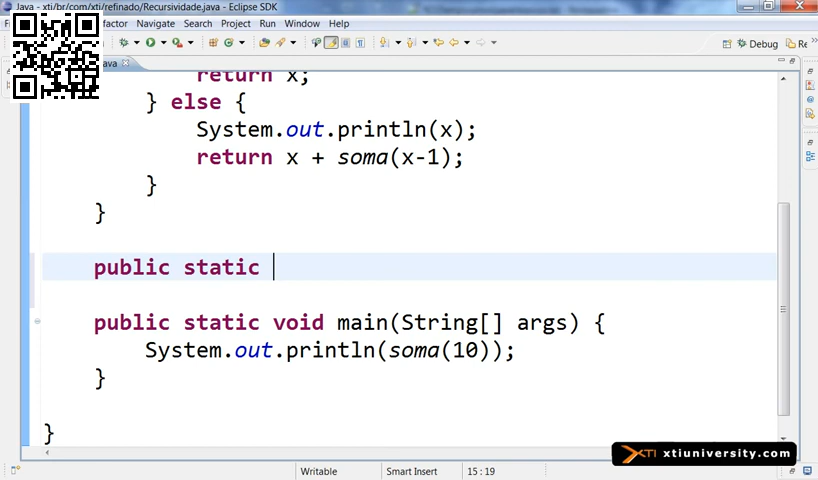 Java - xti/br/com/xti/refinado/Recursividade.java - Eclipse SDK
Navigate Search Project Run Window Help
Debug
return x;
} else {
System.out.println(x);
return x + soma(x-1);
}
}
public static
public static void main(String[] args) {
System.out.println(soma(10));
}
}
XTI xtiuniversity.com
Writable Smart Insert 15 : 19